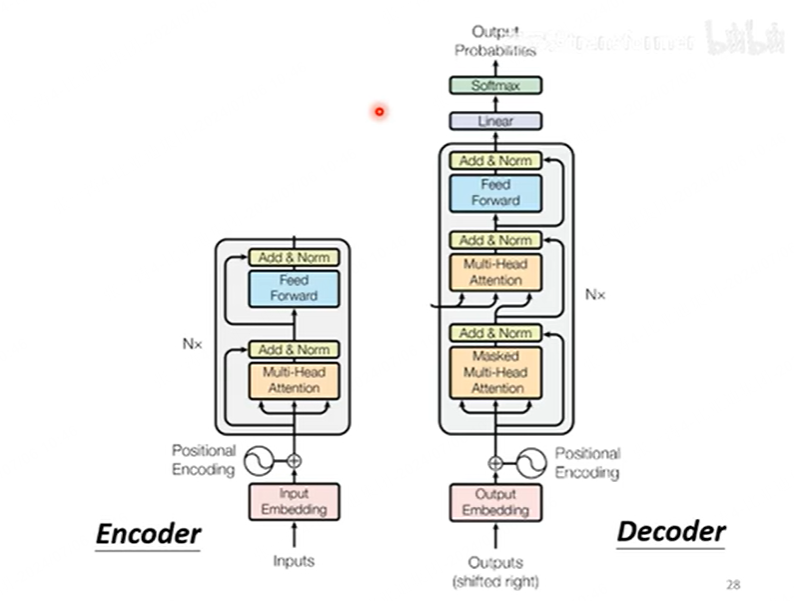 Output
Probabilities
bilibili
Softmax
Linear
Add & Norm
Feed
Forward
Add & Norm
Multi-Head
Attention
Nx
Add & Norm
Masked
Multi-Head
Attention
Positional
Encoding
Output
Embedding
Outputs
(shifted right)
Decoder
Add & Norm
Feed
Forward
Nx
Add & Norm
Multi-Head
Attention
Positional
Encoding
Input
Embedding
Inputs
Encoder
28